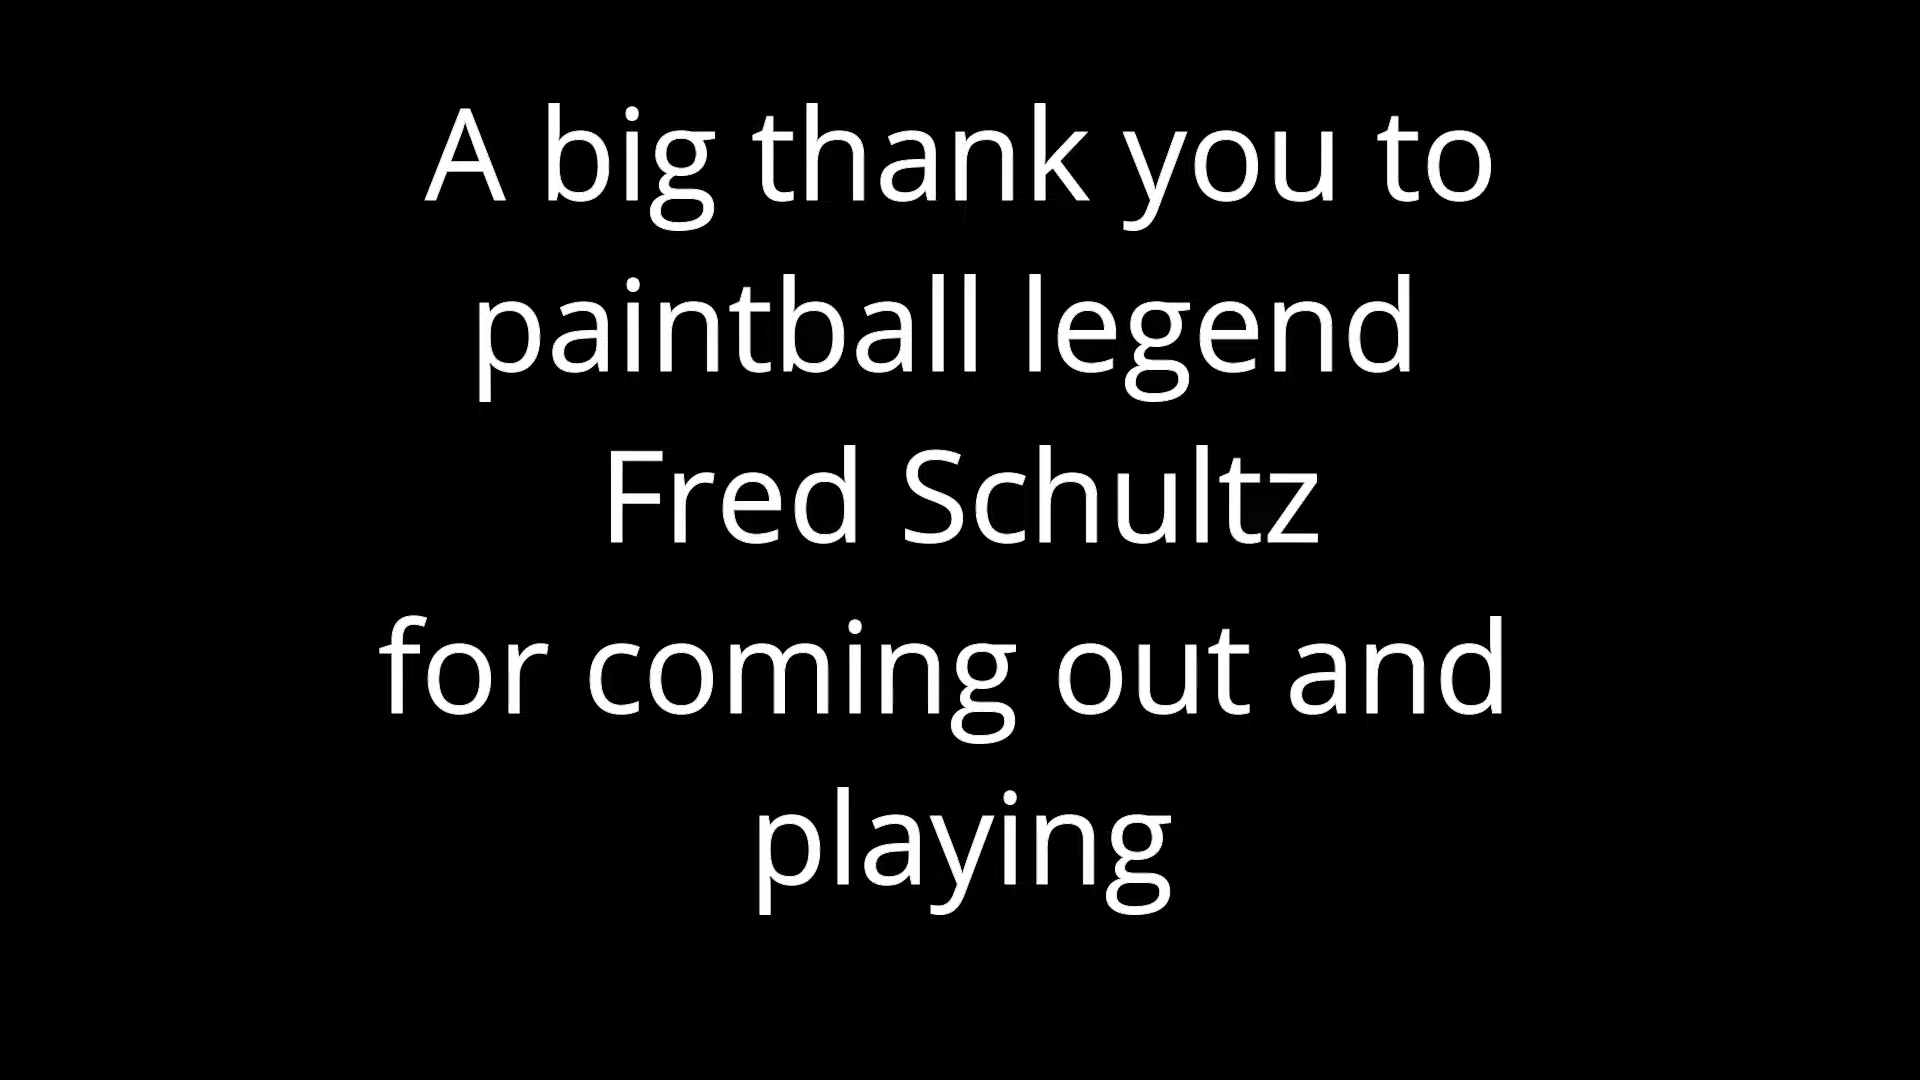 A big thank you to
paintball legend
Fred Schultz
for coming out and
playing